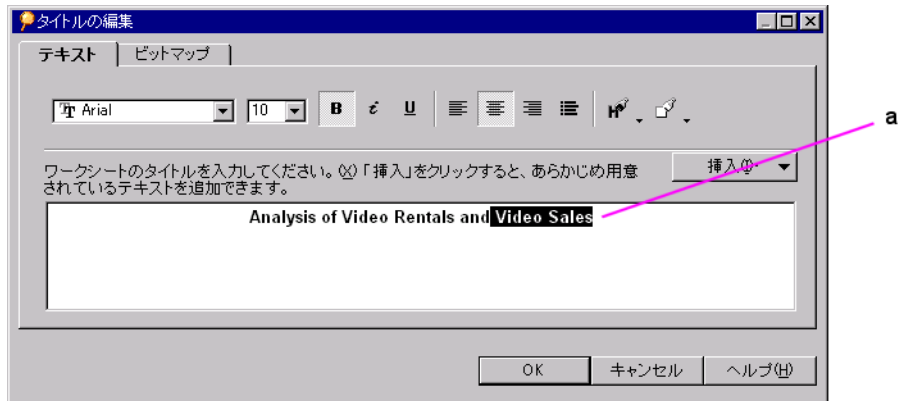 タイトルの編集
テキスト ビットマップ
Arial 10 B i U
a
ワークシートのタイトルを入力してください。(X)「挿入」をクリックすると、あらかじめ用意
されているテキストを追加できます。
挿入(I)
Analysis of Video Rentals and Video Sales
OK キャンセル ヘルプ(H)